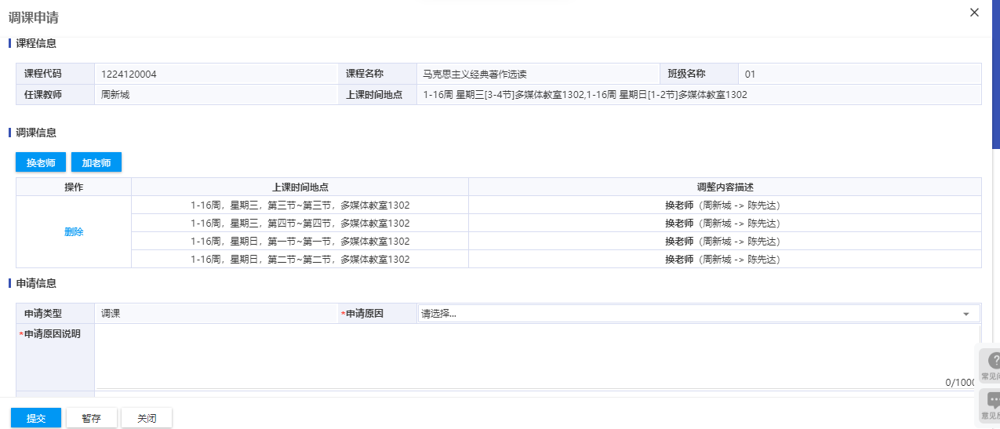 调课申请
课程信息
课程代码 1224120004 课程名称 马克思主义经典著作选读 班级名称 01
任课教师 周新城 上课时间地点 1-16周 星期三[3-4节]多媒体教室1302,1-16周 星期日[1-2节]多媒体教室1302
调课信息
换老师 加老师
操作 上课时间地点 调整内容描述
1-16周，星期三，第三节~第三节，多媒体教室1302 换老师（周新城 -> 陈先达）
1-16周，星期三，第四节~第四节，多媒体教室1302 换老师（周新城 -> 陈先达）
删除
1-16周，星期日，第一节~第一节，多媒体教室1302 换老师（周新城 -> 陈先达）
1-16周，星期日，第二节~第二节，多媒体教室1302 换老师（周新城 -> 陈先达）
申请信息
申请类型 调课 *申请原因 请选择...
*申请原因说明
0/1000
常见问
意见反
提交 暂存 关闭